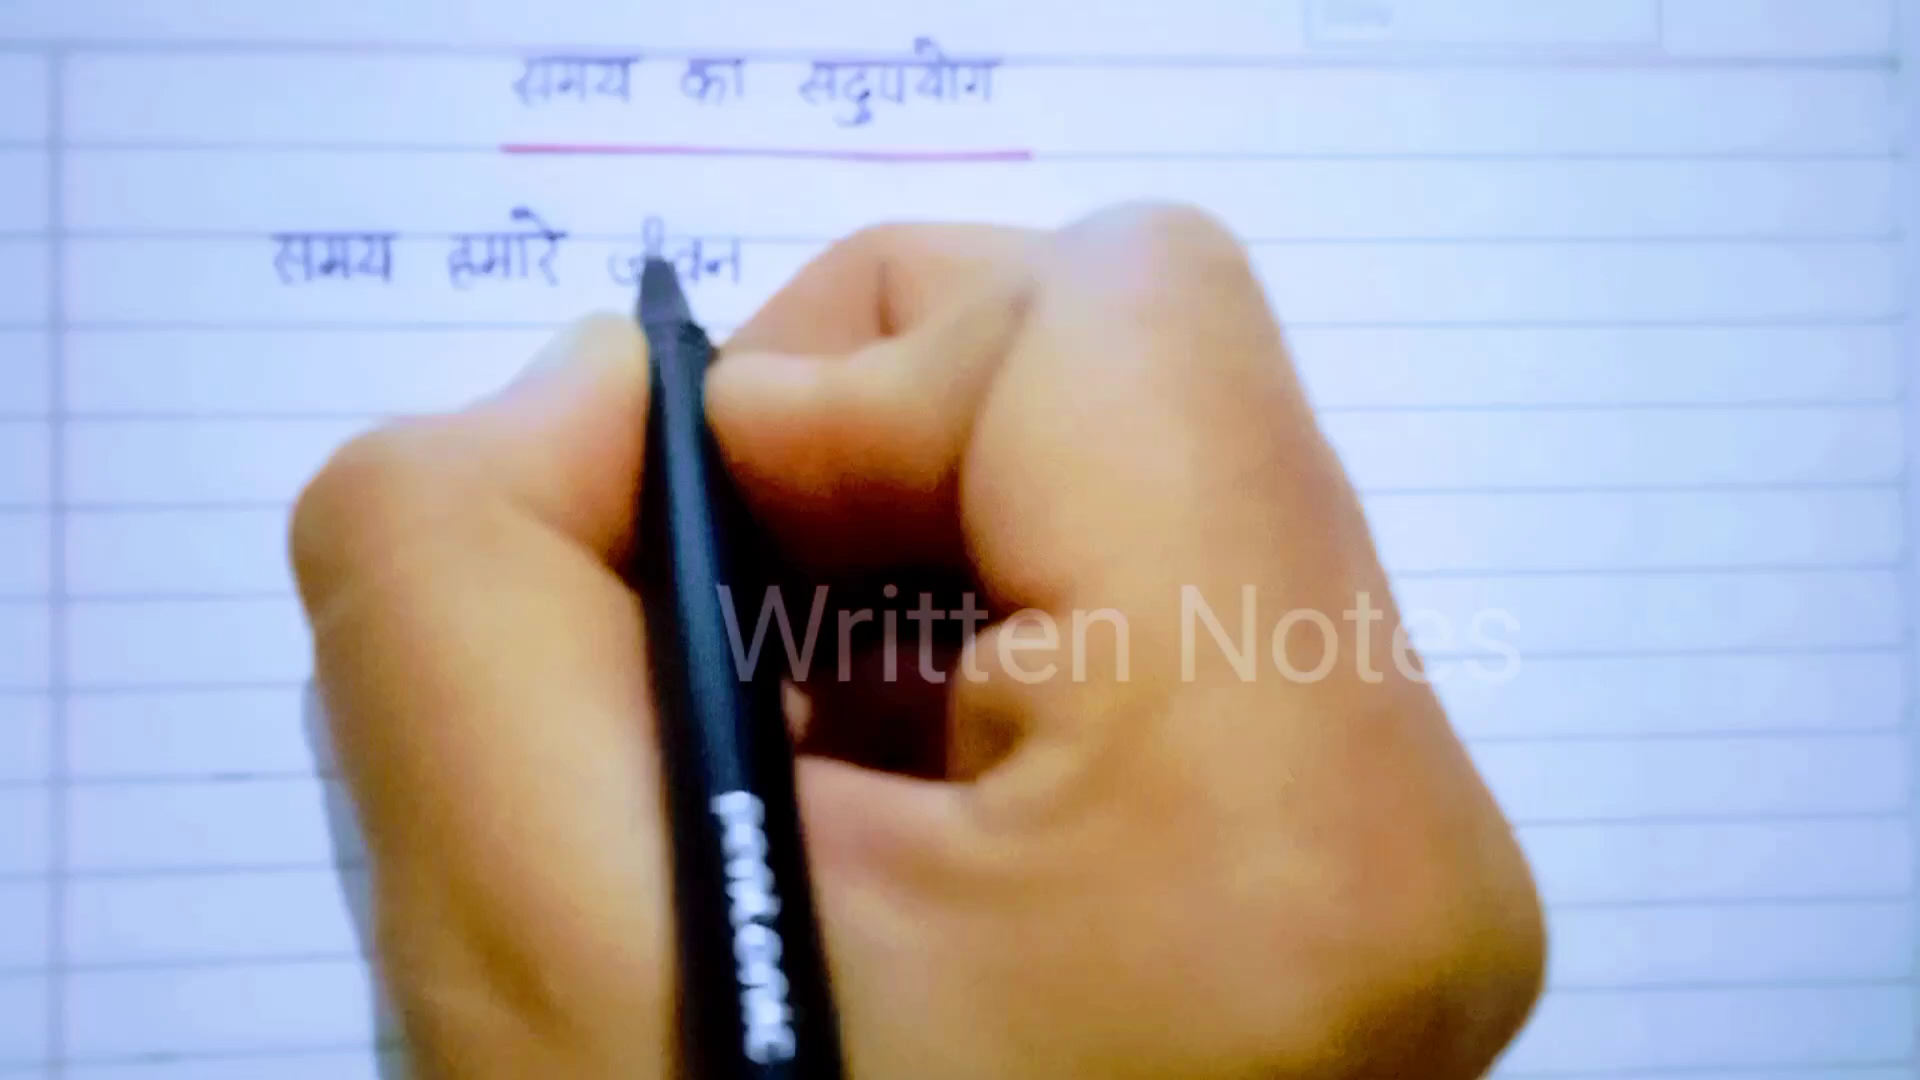 समय का सदुपयोग
समय हमारे जीवन
Written Notes